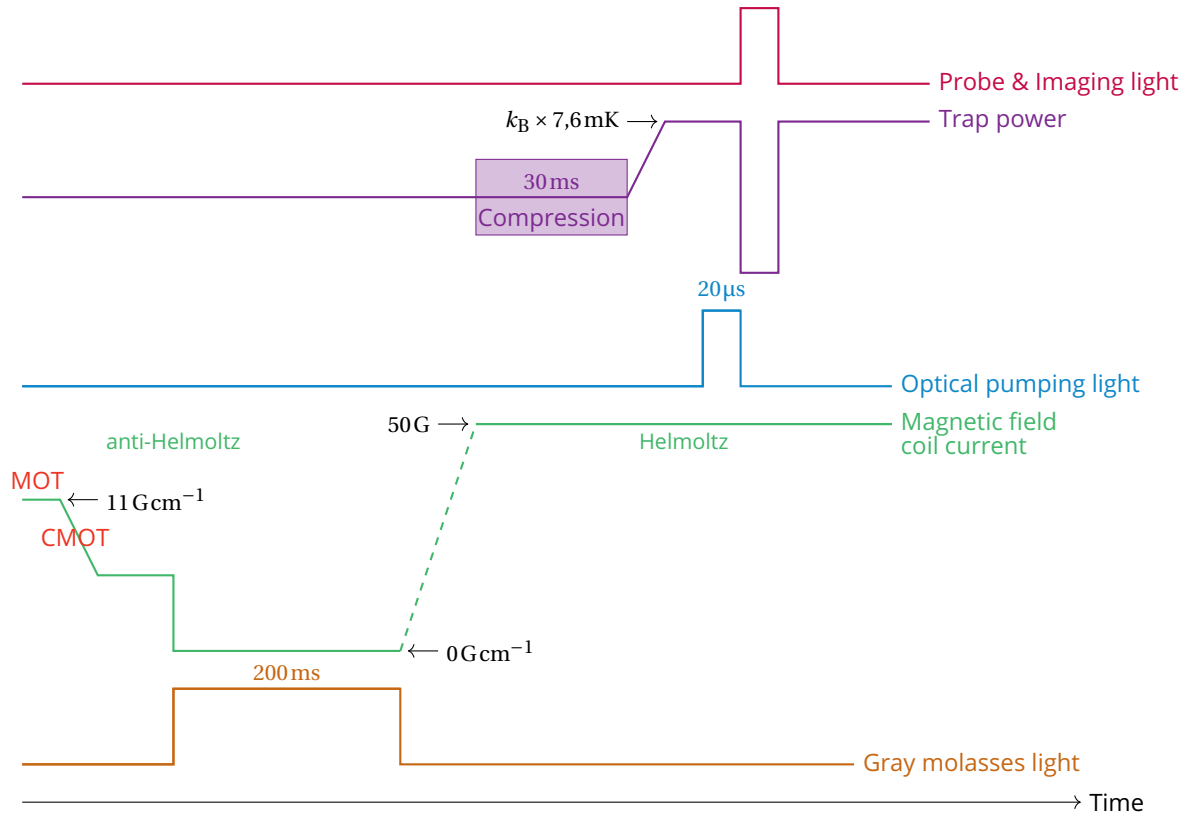 Probe & Imaging light
k_B × 7,6 mK
Trap power
30 ms
Compression
20 µs
Optical pumping light
50 G
Magnetic field
coil current
anti-Helmoltz
Helmoltz
MOT
11 G cm⁻¹
CMOT
0 G cm⁻¹
200 ms
Gray molasses light
Time